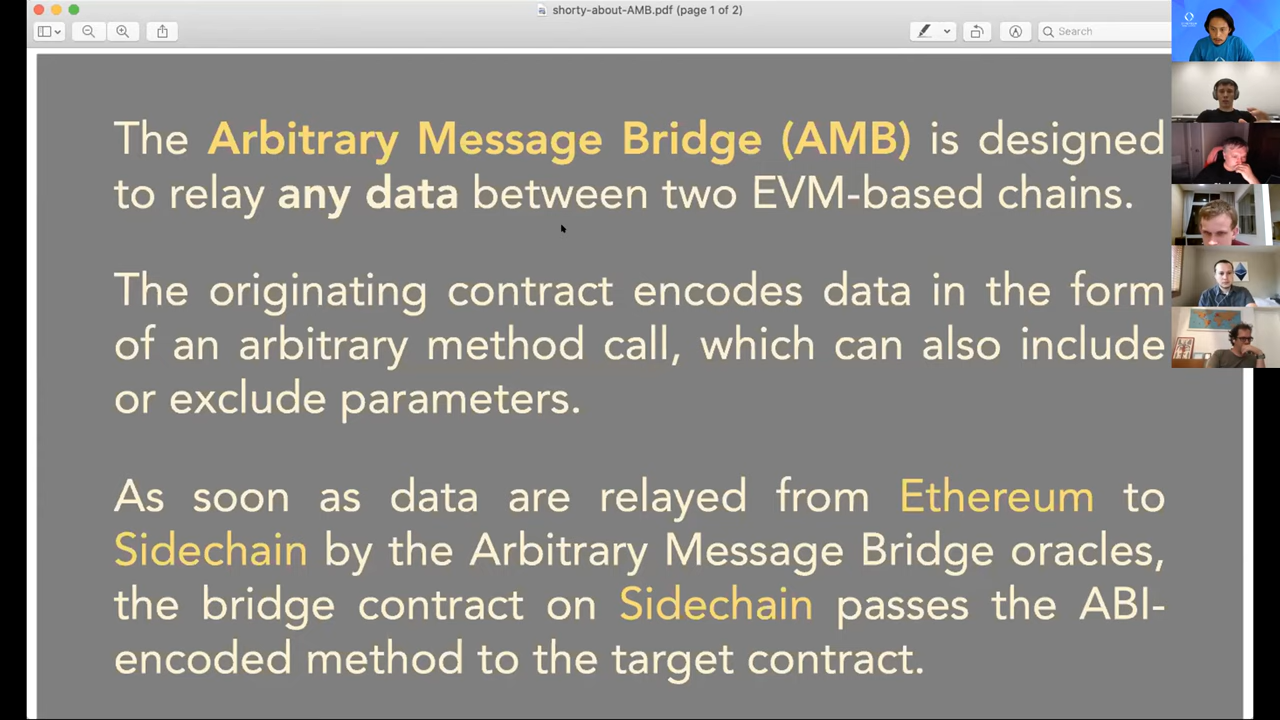 shorty-about-AMB.pdf (page 1 of 2)
Search
The Arbitrary Message Bridge (AMB) is designed
to relay any data between two EVM-based chains.
The originating contract encodes data in the form
of an arbitrary method call, which can also include
or exclude parameters.
As soon as data are relayed from Ethereum to
Sidechain by the Arbitrary Message Bridge oracles,
the bridge contract on Sidechain passes the ABI-
encoded method to the target contract.